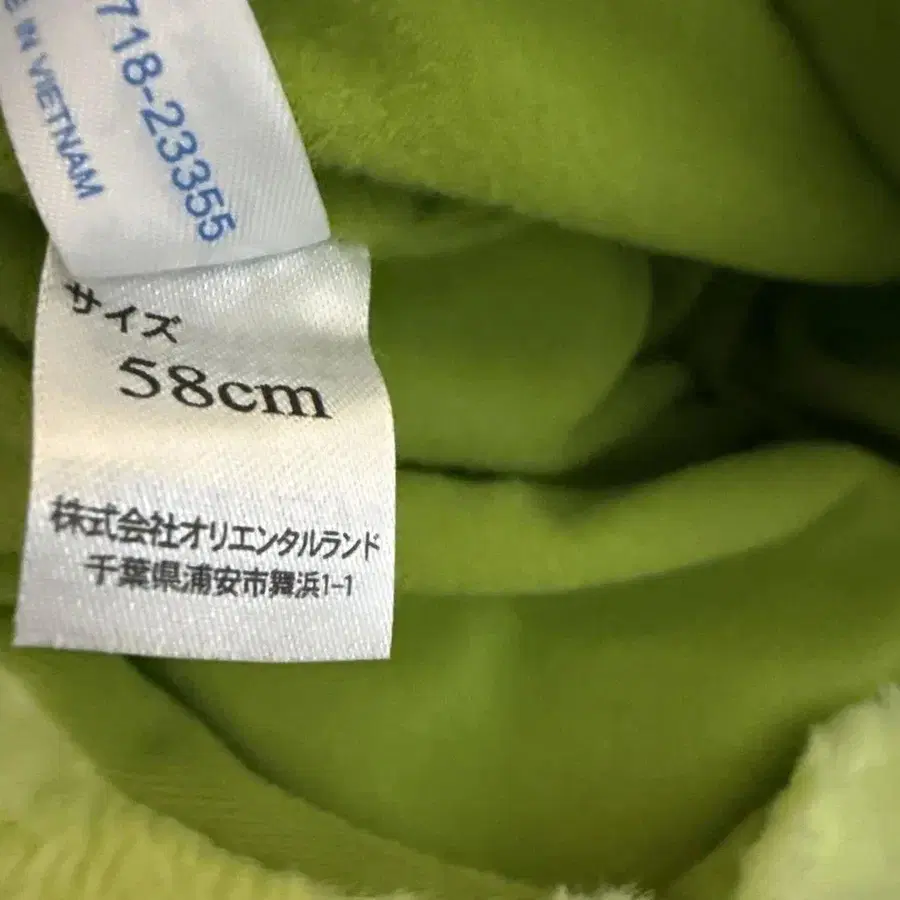 718-23355
E IN VIETNAM
サイズ
58cm
株式会社オリエンタルランド
千葉県浦安市舞浜1-1